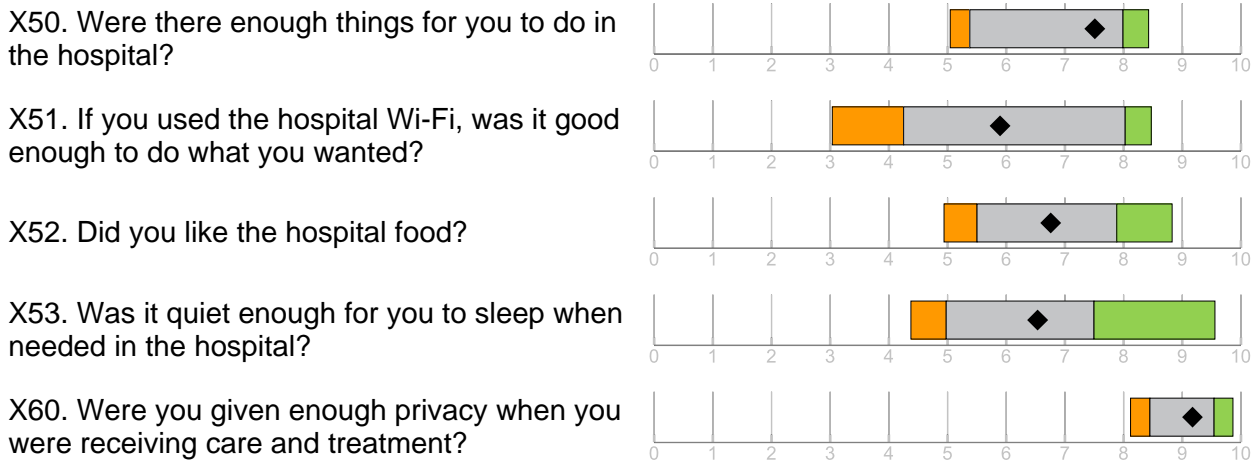 X50. Were there enough things for you to do in
the hospital?
0 1 2 3 4 5 6 7 8 9 10
X51. If you used the hospital Wi-Fi, was it good
enough to do what you wanted?
0 1 2 3 4 5 6 7 8 9 10
X52. Did you like the hospital food?
0 1 2 3 4 5 6 7 8 9 10
X53. Was it quiet enough for you to sleep when
needed in the hospital?
0 1 2 3 4 5 6 7 8 9 10
X60. Were you given enough privacy when you
were receiving care and treatment?
0 1 2 3 4 5 6 7 8 9 10